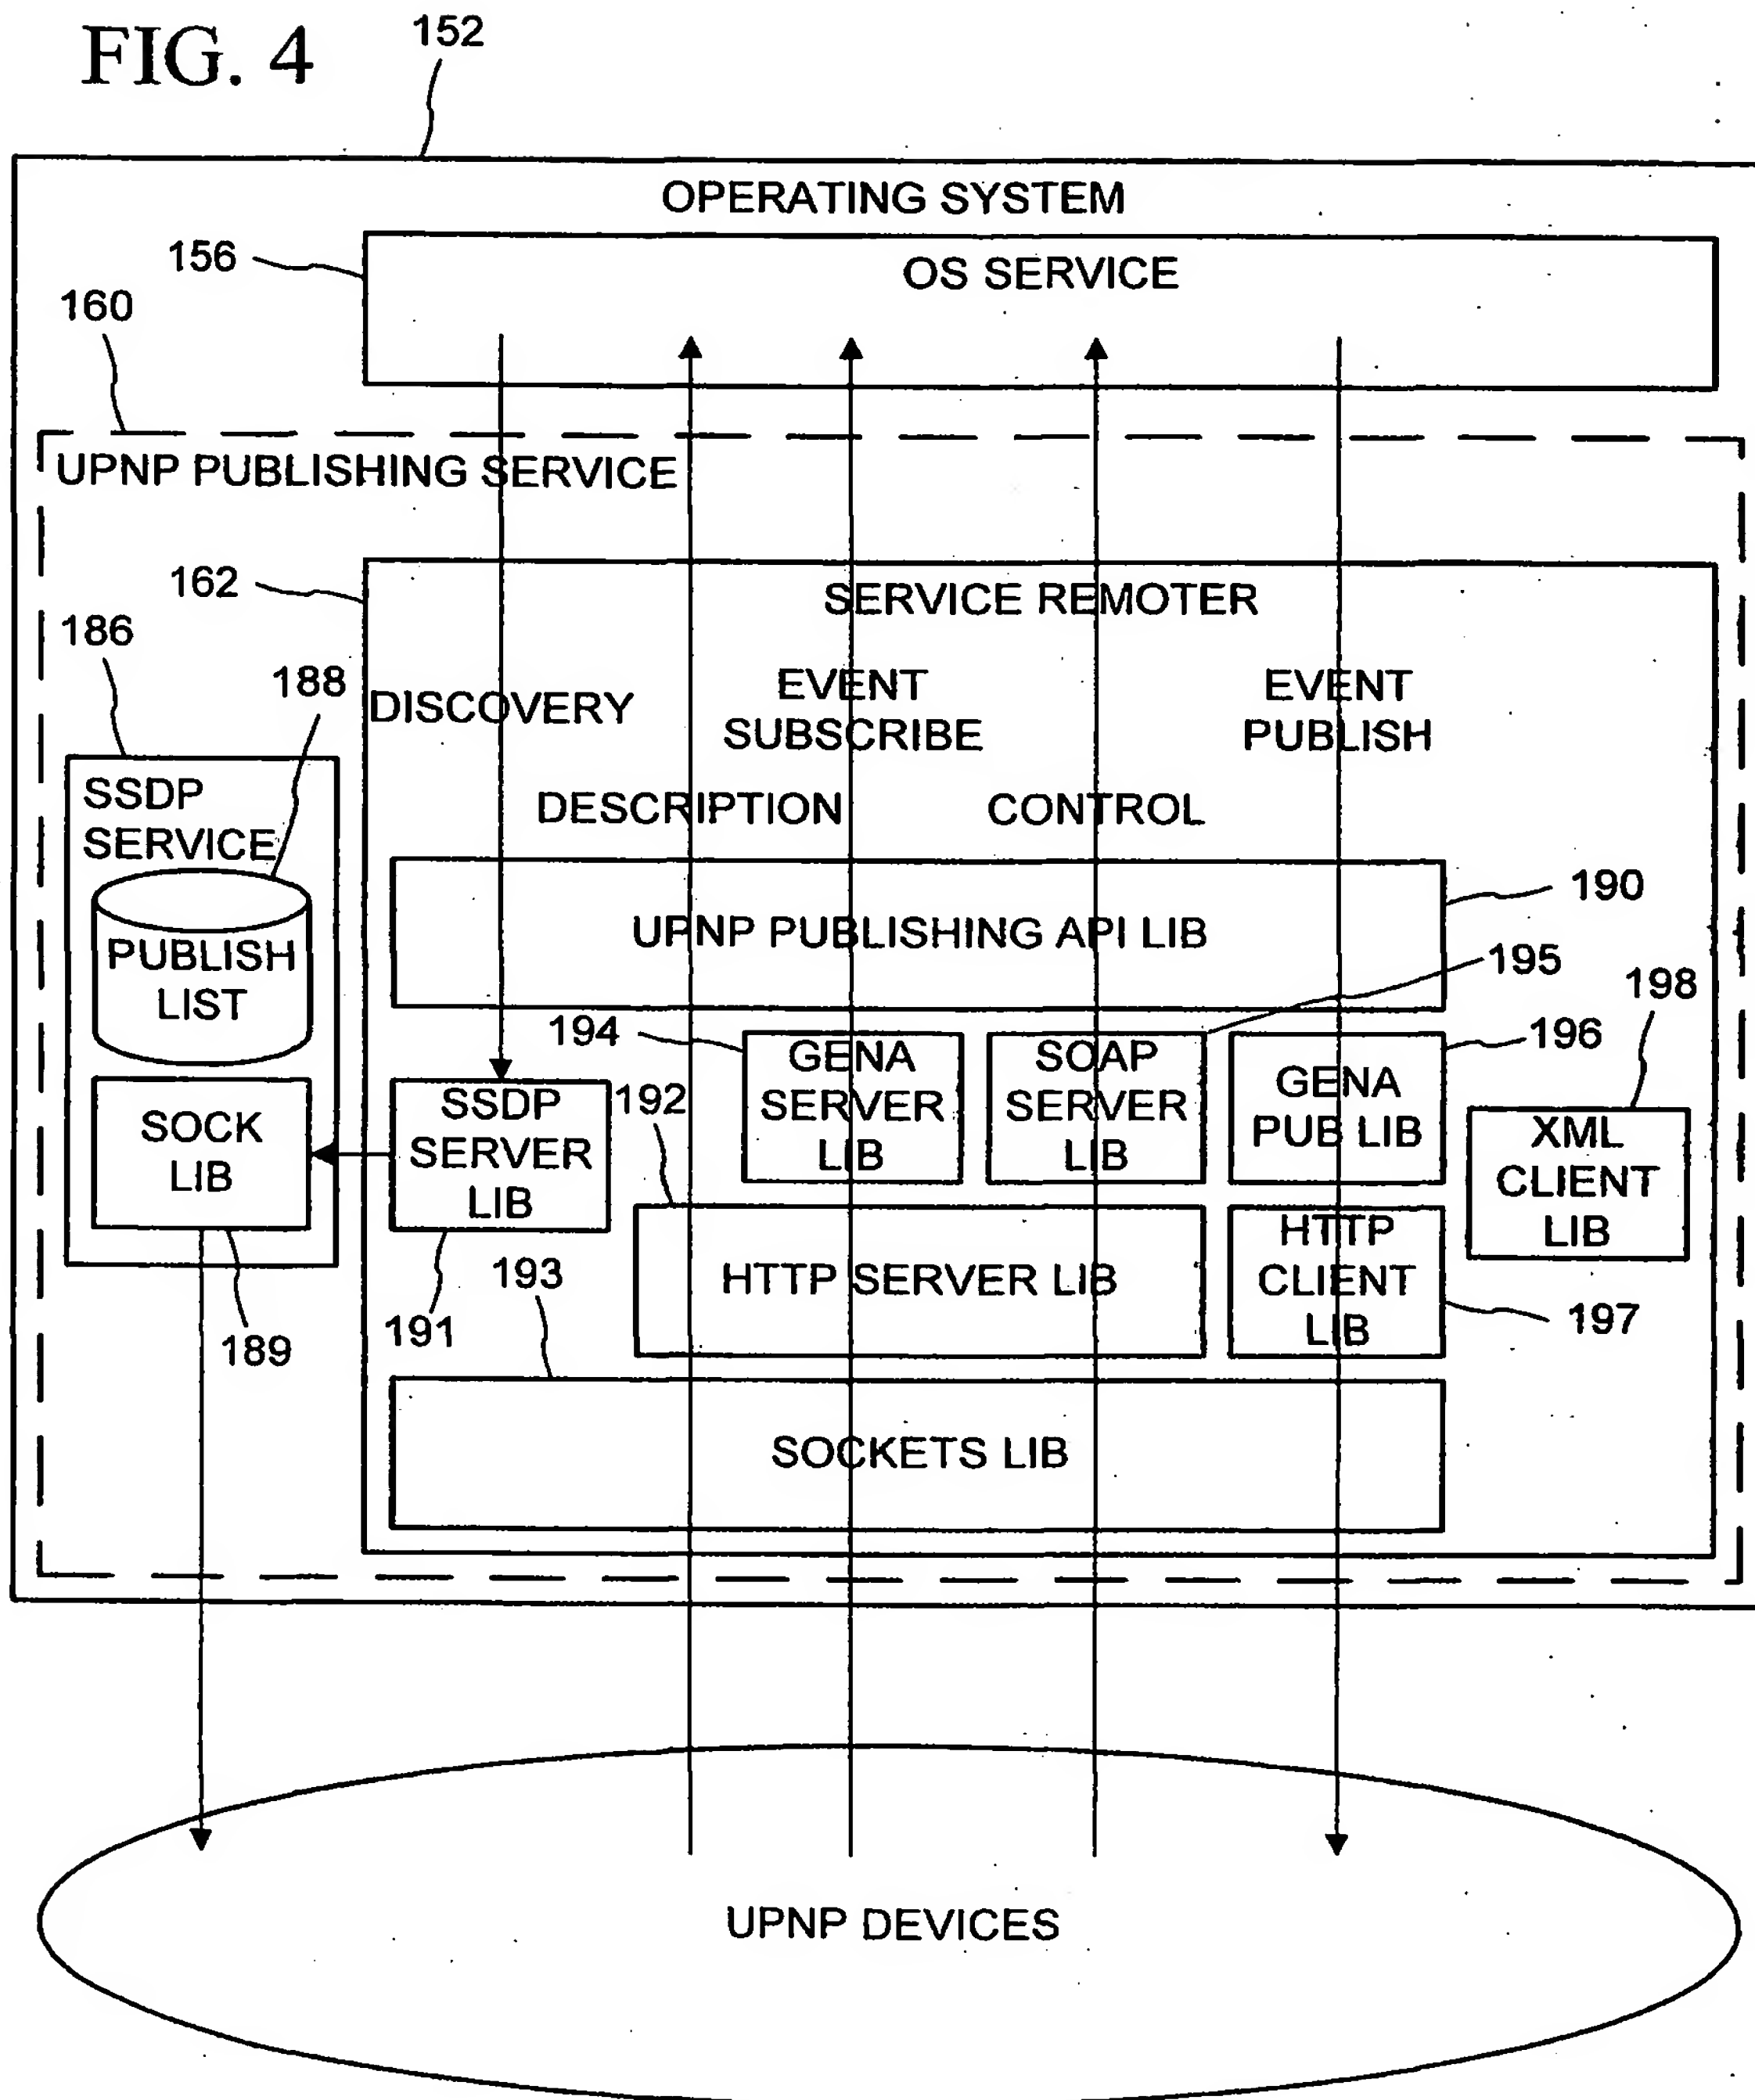 FIG. 4
152
OPERATING SYSTEM
156
OS SERVICE
160
UPNP PUBLISHING SERVICE
162
SERVICE REMOTER
186
188
DISCOVERY
EVENT
SUBSCRIBE
EVENT
PUBLISH
DESCRIPTION
CONTROL
SSDP
SERVICE
PUBLISH
LIST
190
UPNP PUBLISHING API LIB
195
198
194
GENA
SERVER
LIB
SOAP
SERVER
LIB
196
GENA
PUB LIB
192
SOCK
LIB
SSDP
SERVER
LIB
XML
CLIENT
LIB
HTTP SERVER LIB
HTTP
CLIENT
LIB
193
191
189
197
SOCKETS LIB
UPNP DEVICES